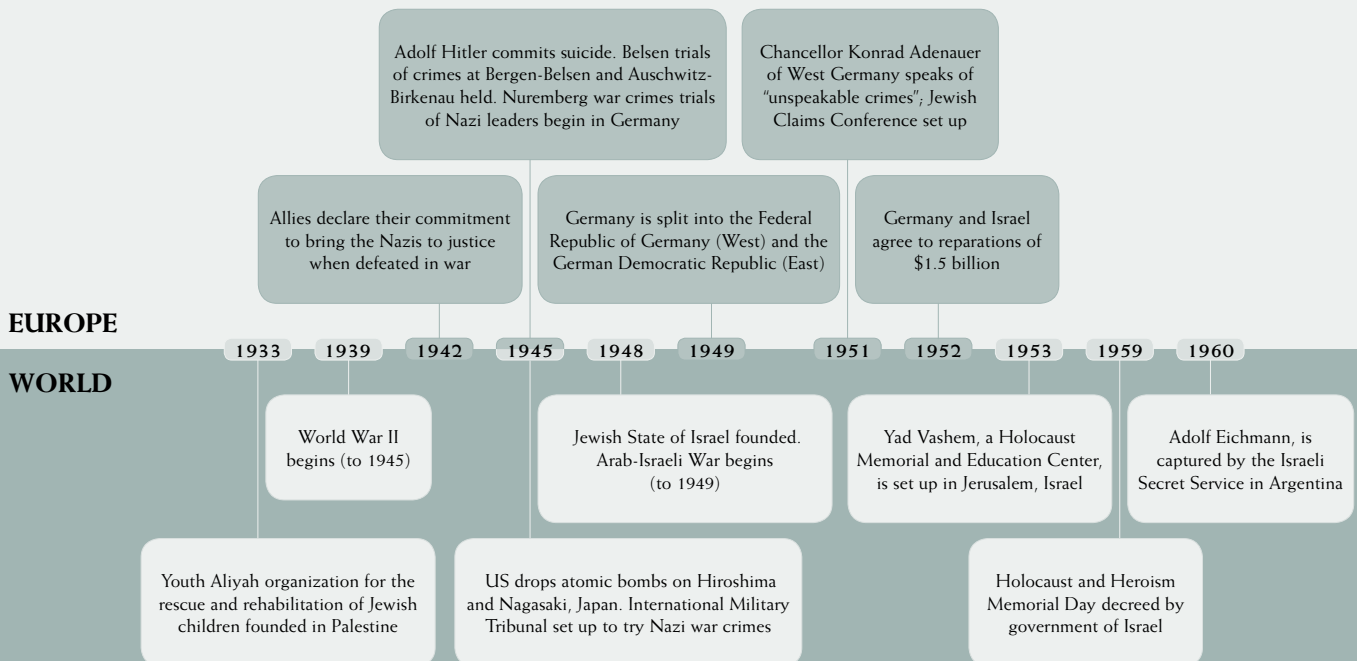 Adolf Hitler commits suicide. Belsen trials
of crimes at Bergen-Belsen and Auschwitz-
Birkenau held. Nuremberg war crimes trials
of Nazi leaders begin in Germany
Chancellor Konrad Adenauer
of West Germany speaks of
“unspeakable crimes”; Jewish
Claims Conference set up
Allies declare their commitment
to bring the Nazis to justice
when defeated in war
Germany is split into the Federal
Republic of Germany (West) and the
German Democratic Republic (East)
Germany and Israel
agree to reparations of
$1.5 billion
EUROPE
1933 1939 1942 1945 1948 1949 1951 1952 1953 1959 1960
WORLD
World War II
begins (to 1945)
Jewish State of Israel founded.
Arab-Israeli War begins
(to 1949)
Yad Vashem, a Holocaust
Memorial and Education Center,
is set up in Jerusalem, Israel
Adolf Eichmann, is
captured by the Israeli
Secret Service in Argentina
Youth Aliyah organization for the
rescue and rehabilitation of Jewish
children founded in Palestine
US drops atomic bombs on Hiroshima
and Nagasaki, Japan. International Military
Tribunal set up to try Nazi war crimes
Holocaust and Heroism
Memorial Day decreed by
government of Israel